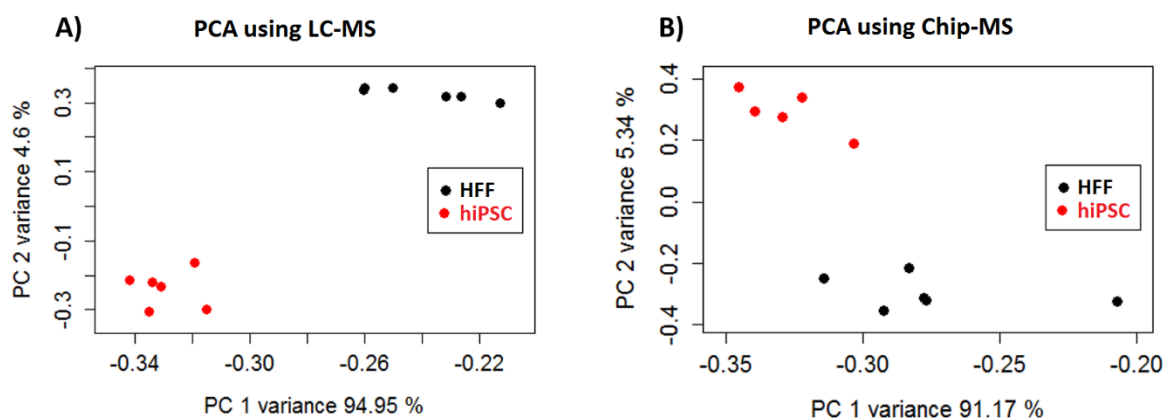 A) PCA using LC-MS
PC 2 variance 4.6 %
0.3
0.1
-0.1
-0.3
HFF
hiPSC
-0.34 -0.30 -0.26 -0.22
PC 1 variance 94.95 %
B) PCA using Chip-MS
PC 2 variance 5.34 %
0.4
0.2
0.0
-0.2
-0.4
HFF
hiPSC
-0.35 -0.30 -0.25 -0.20
PC 1 variance 91.17 %